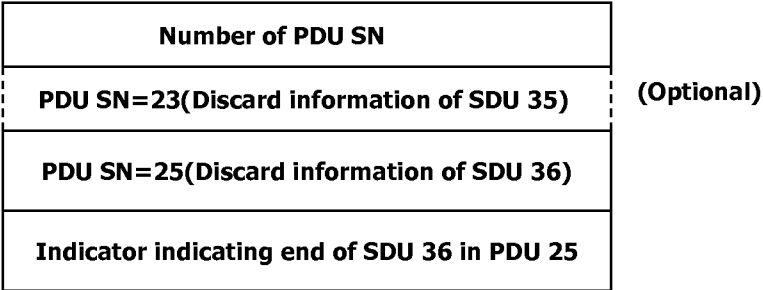 Number of PDU SN
PDU SN=23(Discard information of SDU 35)
(Optional)
PDU SN=25(Discard information of SDU 36)
Indicator indicating end of SDU 36 in PDU 25